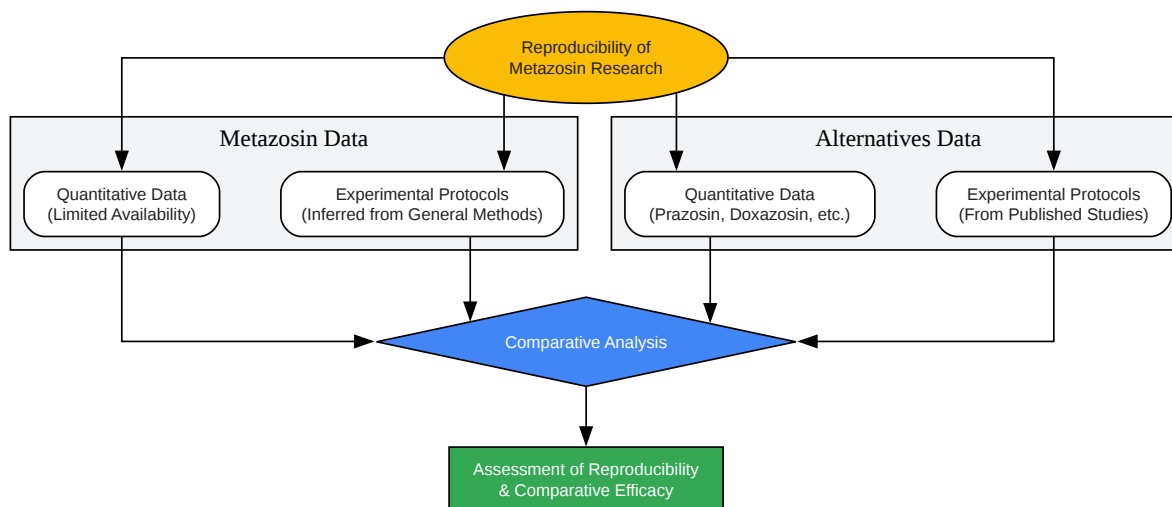 Reproducibility of
Metazosin Research
Metazosin Data
Alternatives Data
Quantitative Data
(Limited Availability)
Experimental Protocols
(Inferred from General Methods)
Quantitative Data
(Prazosin, Doxazosin, etc.)
Experimental Protocols
(From Published Studies)
Comparative Analysis
Assessment of Reproducibility
& Comparative Efficacy